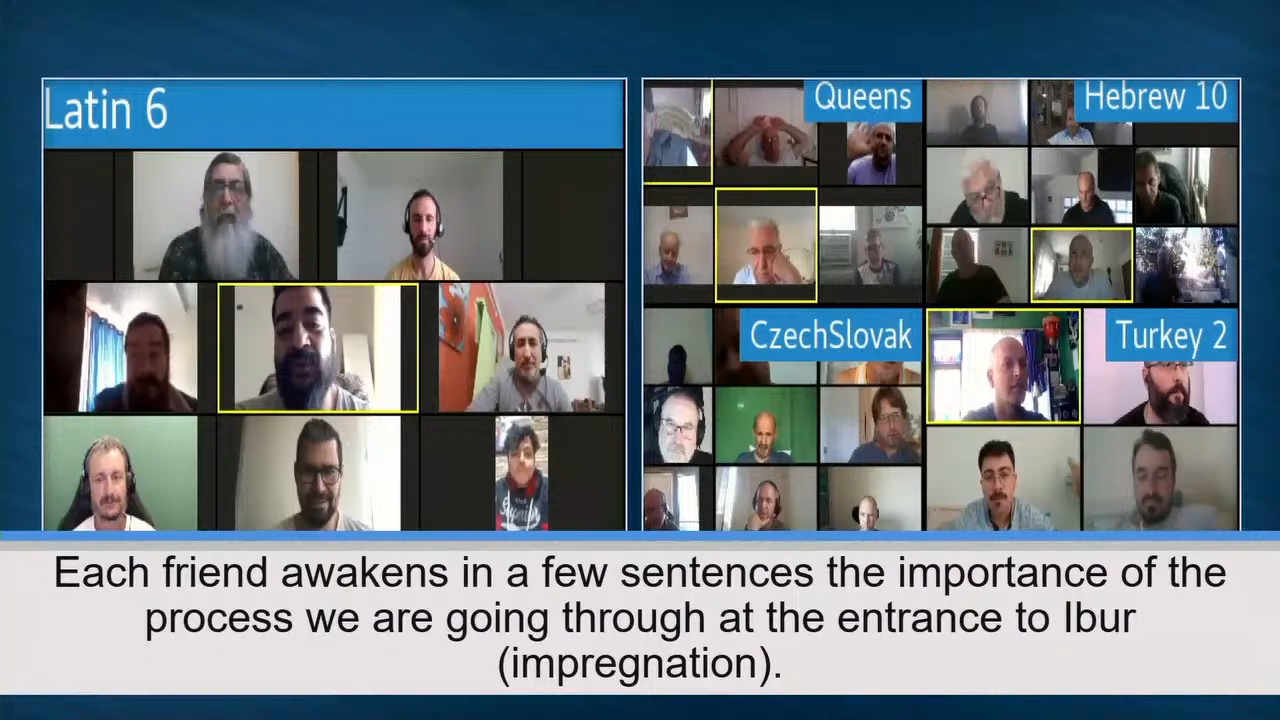 Latin 6
Queens
Hebrew 10
CzechSlovak
Turkey 2
Each friend awakens in a few sentences the importance of the
process we are going through at the entrance to Ibur
(impregnation).